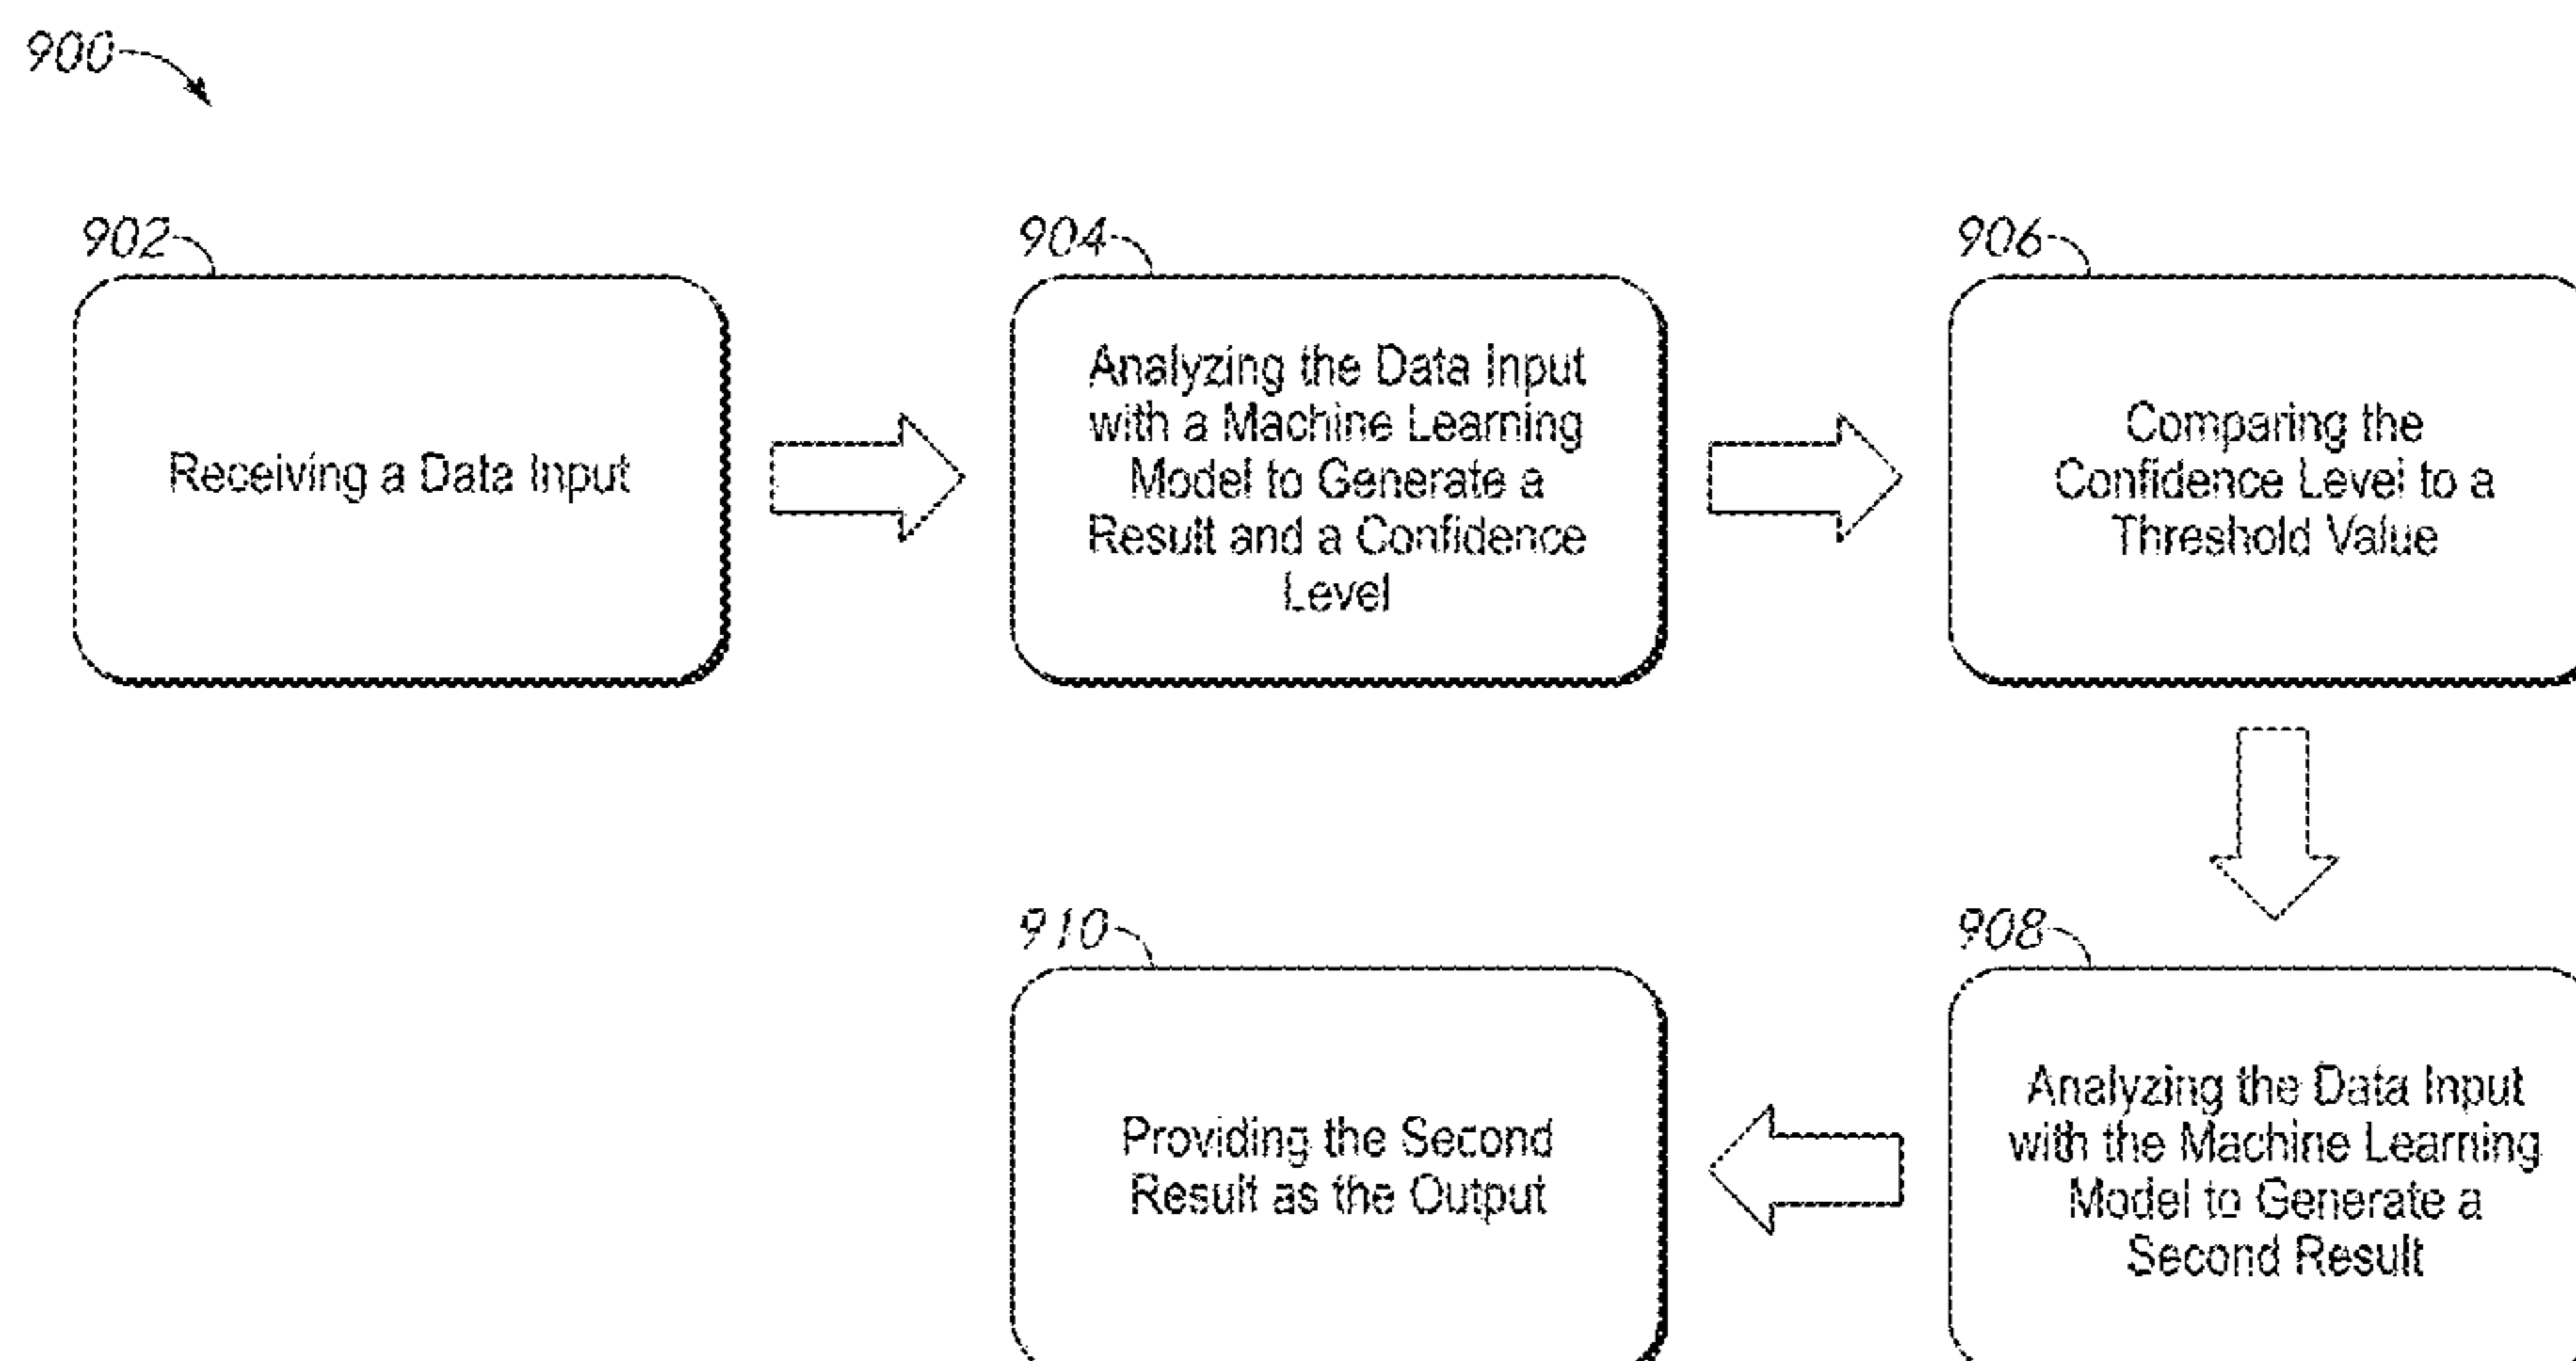 900
902
Receiving a Data Input
904
Analyzing the Data Input
with a Machine Learning
Model to Generate a
Result and a Confidence
Level
906
Comparing the
Confidence Level to a
Threshold Value
908
Analyzing the Data Input
with the Machine Learning
Model to Generate a
Second Result
910
Providing the Second
Result as the Output